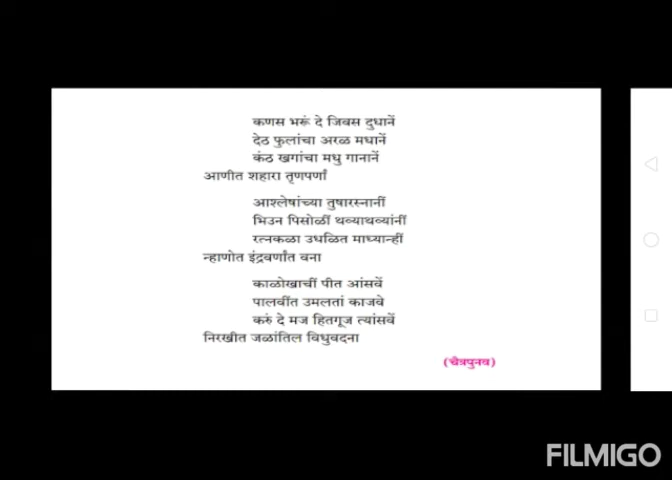 कणस भरूं दे जिवस दुधानें
देठ फुलांचा अरळ मधानें
कंठ खगांचा मधु गानानें
आणीत शहारा तृणपर्णां
आश्लेषांच्या तुषारस्नानीं
भिउन पिसोळीं थव्याथव्यांनीं
रत्नकळा उधळित माध्यान्हीं
न्हाणोत इंद्रवर्णांत वना
काळोखाचीं पीत आंसवें
पालवींत उमलतां काजवे
करूं दे मज हितगूज त्यांसवें
निरखीत जळांतिल विधुवदना
(चैत्रपुनव)
FILMIGO